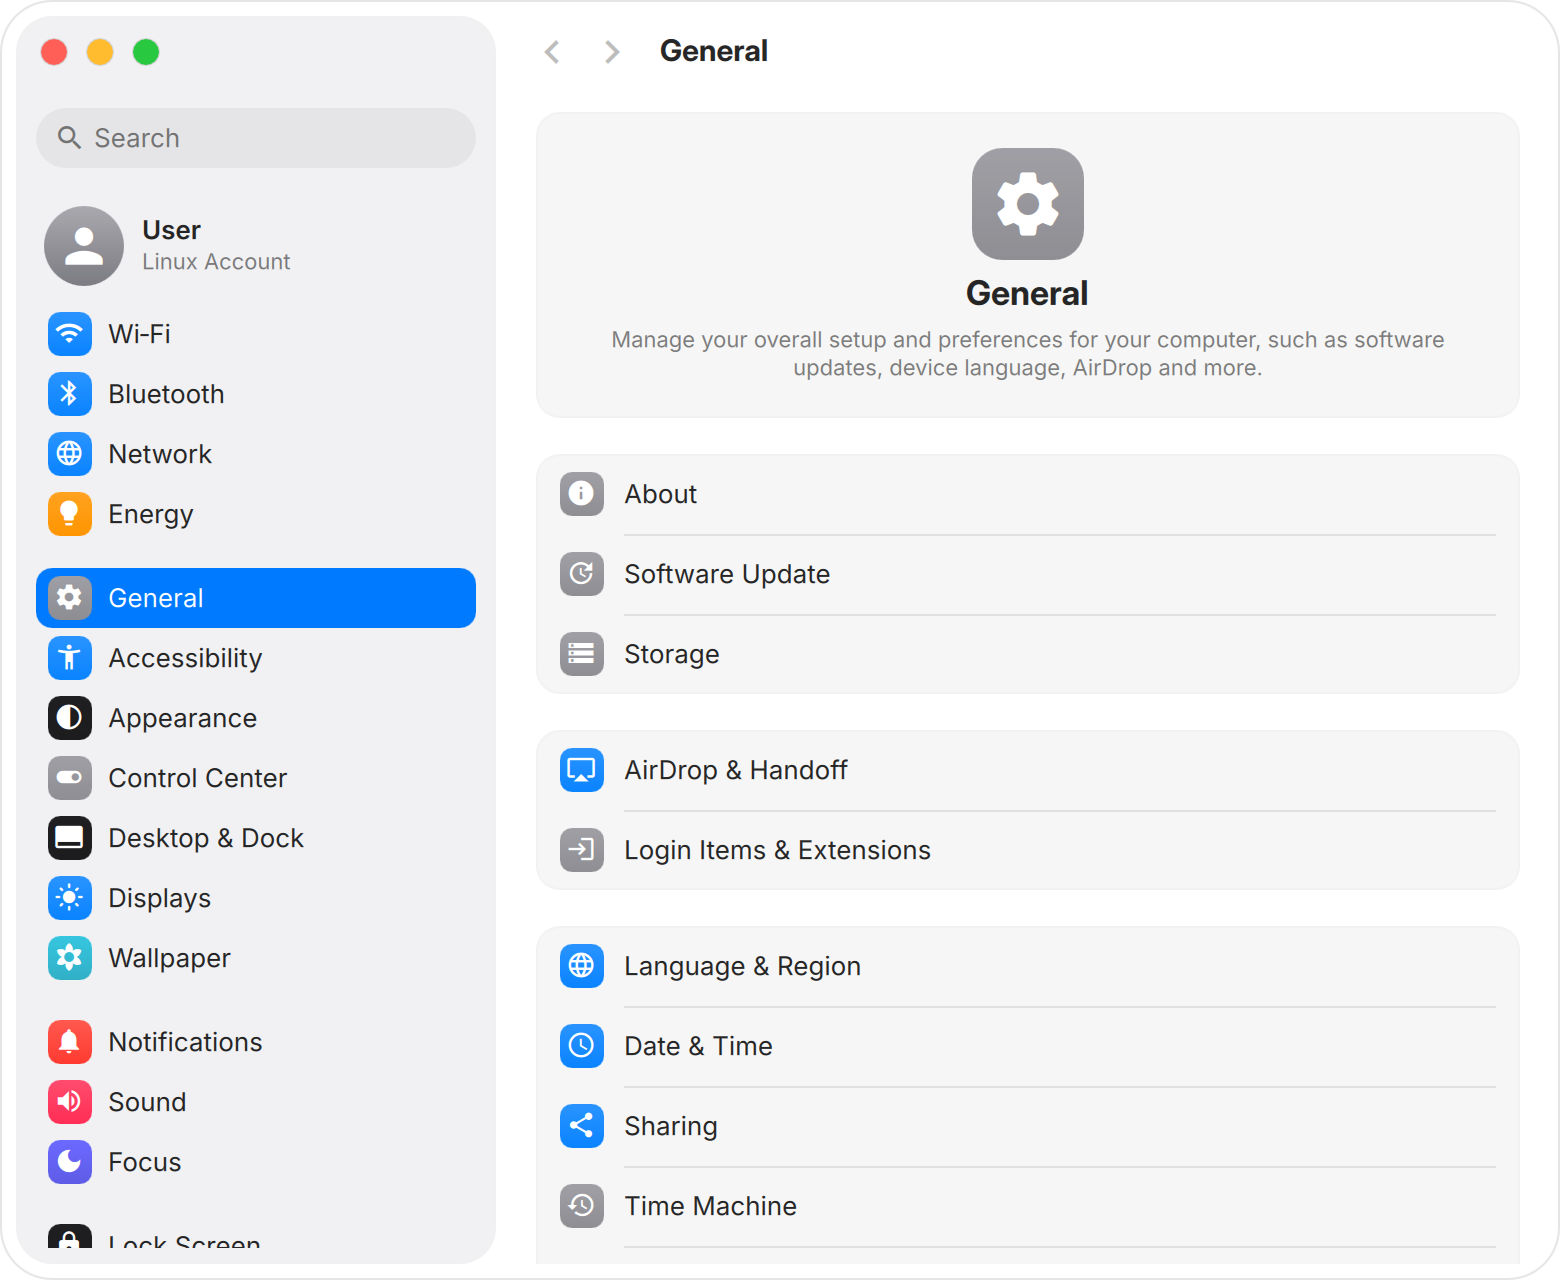 Search
User
Linux Account
Wi-Fi
Bluetooth
Network
Energy
General
Accessibility
Appearance
Control Center
Desktop & Dock
Displays
Wallpaper
Notifications
Sound
Focus
Lock Screen
General
General
Manage your overall setup and preferences for your computer, such as software
updates, device language, AirDrop and more.
About
Software Update
Storage
AirDrop & Handoff
Login Items & Extensions
Language & Region
Date & Time
Sharing
Time Machine